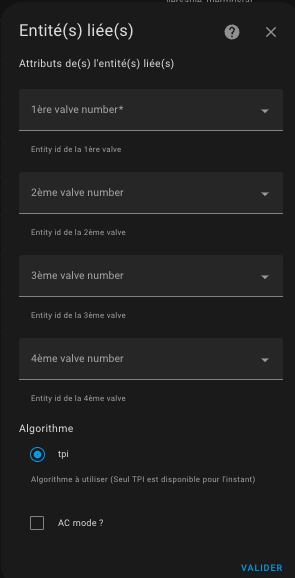 Entité(s) liée(s)
Attributs de(s) l'entité(s) liée(s)
1ère valve number*
Entity id de la 1ère valve
2ème valve number
Entity id de la 2ème valve
3ème valve number
Entity id de la 3ème valve
4ème valve number
Entity id de la 4ème valve
Algorithme
tpi
Algorithme à utiliser (Seul TPI est disponible pour l'instant)
AC mode ?
VALIDER